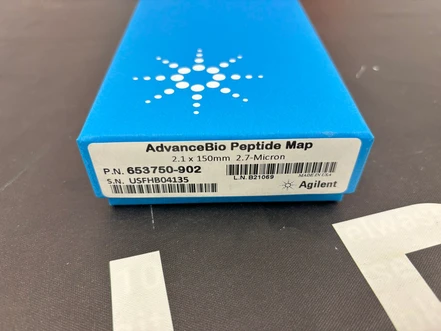 AdvanceBio Peptide Map
2.1 x 150mm 2.7-Micron
P.N. 653750-902
MADE IN USA
S.N. USFHB04135
L.N. B21069
Agilent